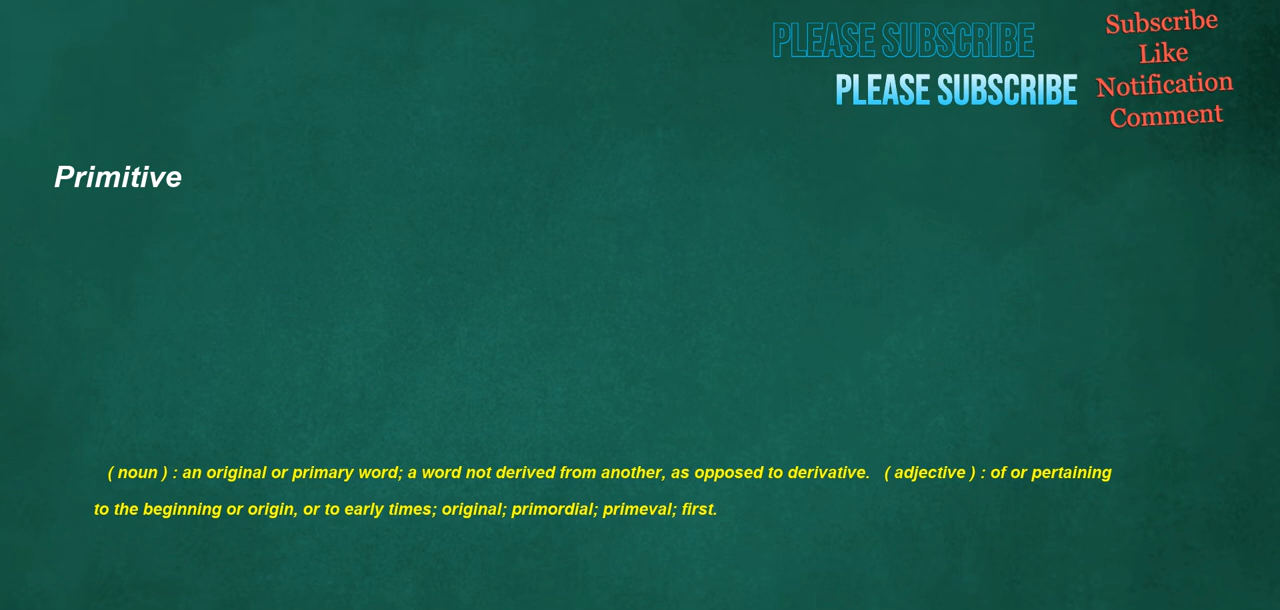 PLEASE SUBSCRIBE
PLEASE SUBSCRIBE
Subscribe
Like
Notification
Comment
Primitive
( noun ) : an original or primary word; a word not derived from another, as opposed to derivative. ( adjective ) : of or pertaining
to the beginning or origin, or to early times; original; primordial; primeval; first.